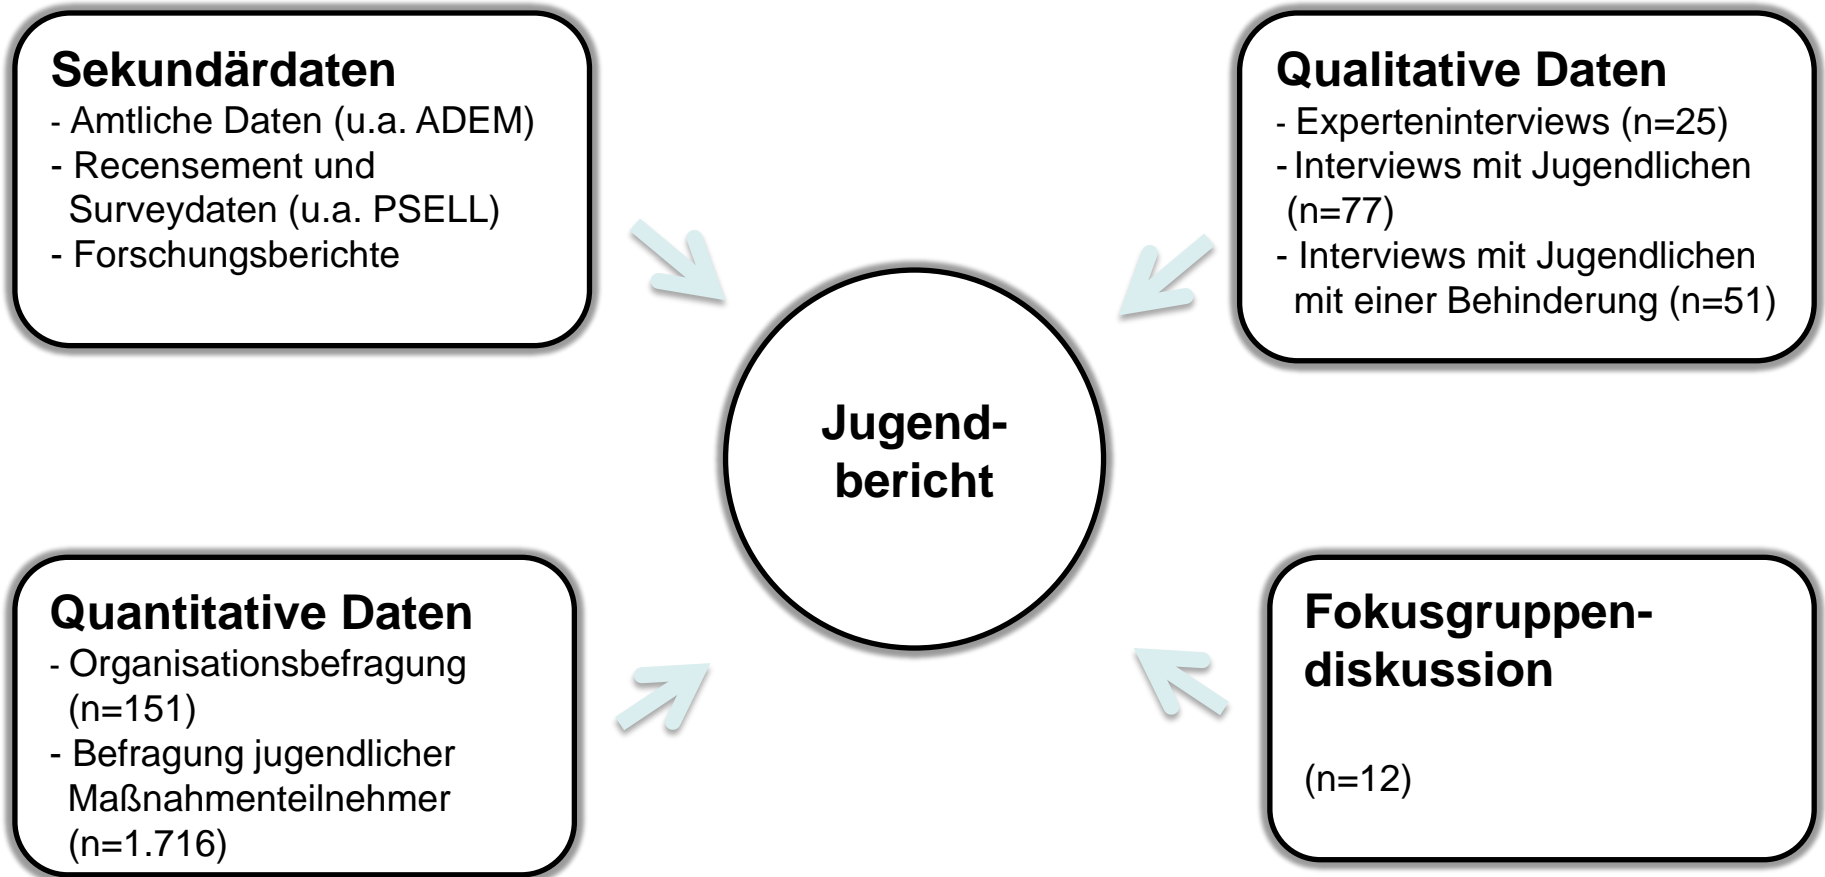 Sekundärdaten
- Amtliche Daten (u.a. ADEM)
- Recensement und
Surveydaten (u.a. PSELL)
- Forschungsberichte
Qualitative Daten
- Experteninterviews (n=25)
- Interviews mit Jugendlichen
(n=77)
- Interviews mit Jugendlichen
mit einer Behinderung (n=51)
Jugend-
bericht
Quantitative Daten
- Organisationsbefragung
(n=151)
- Befragung jugendlicher
Maßnahmenteilnehmer
(n=1.716)
Fokusgruppen-
diskussion
(n=12)